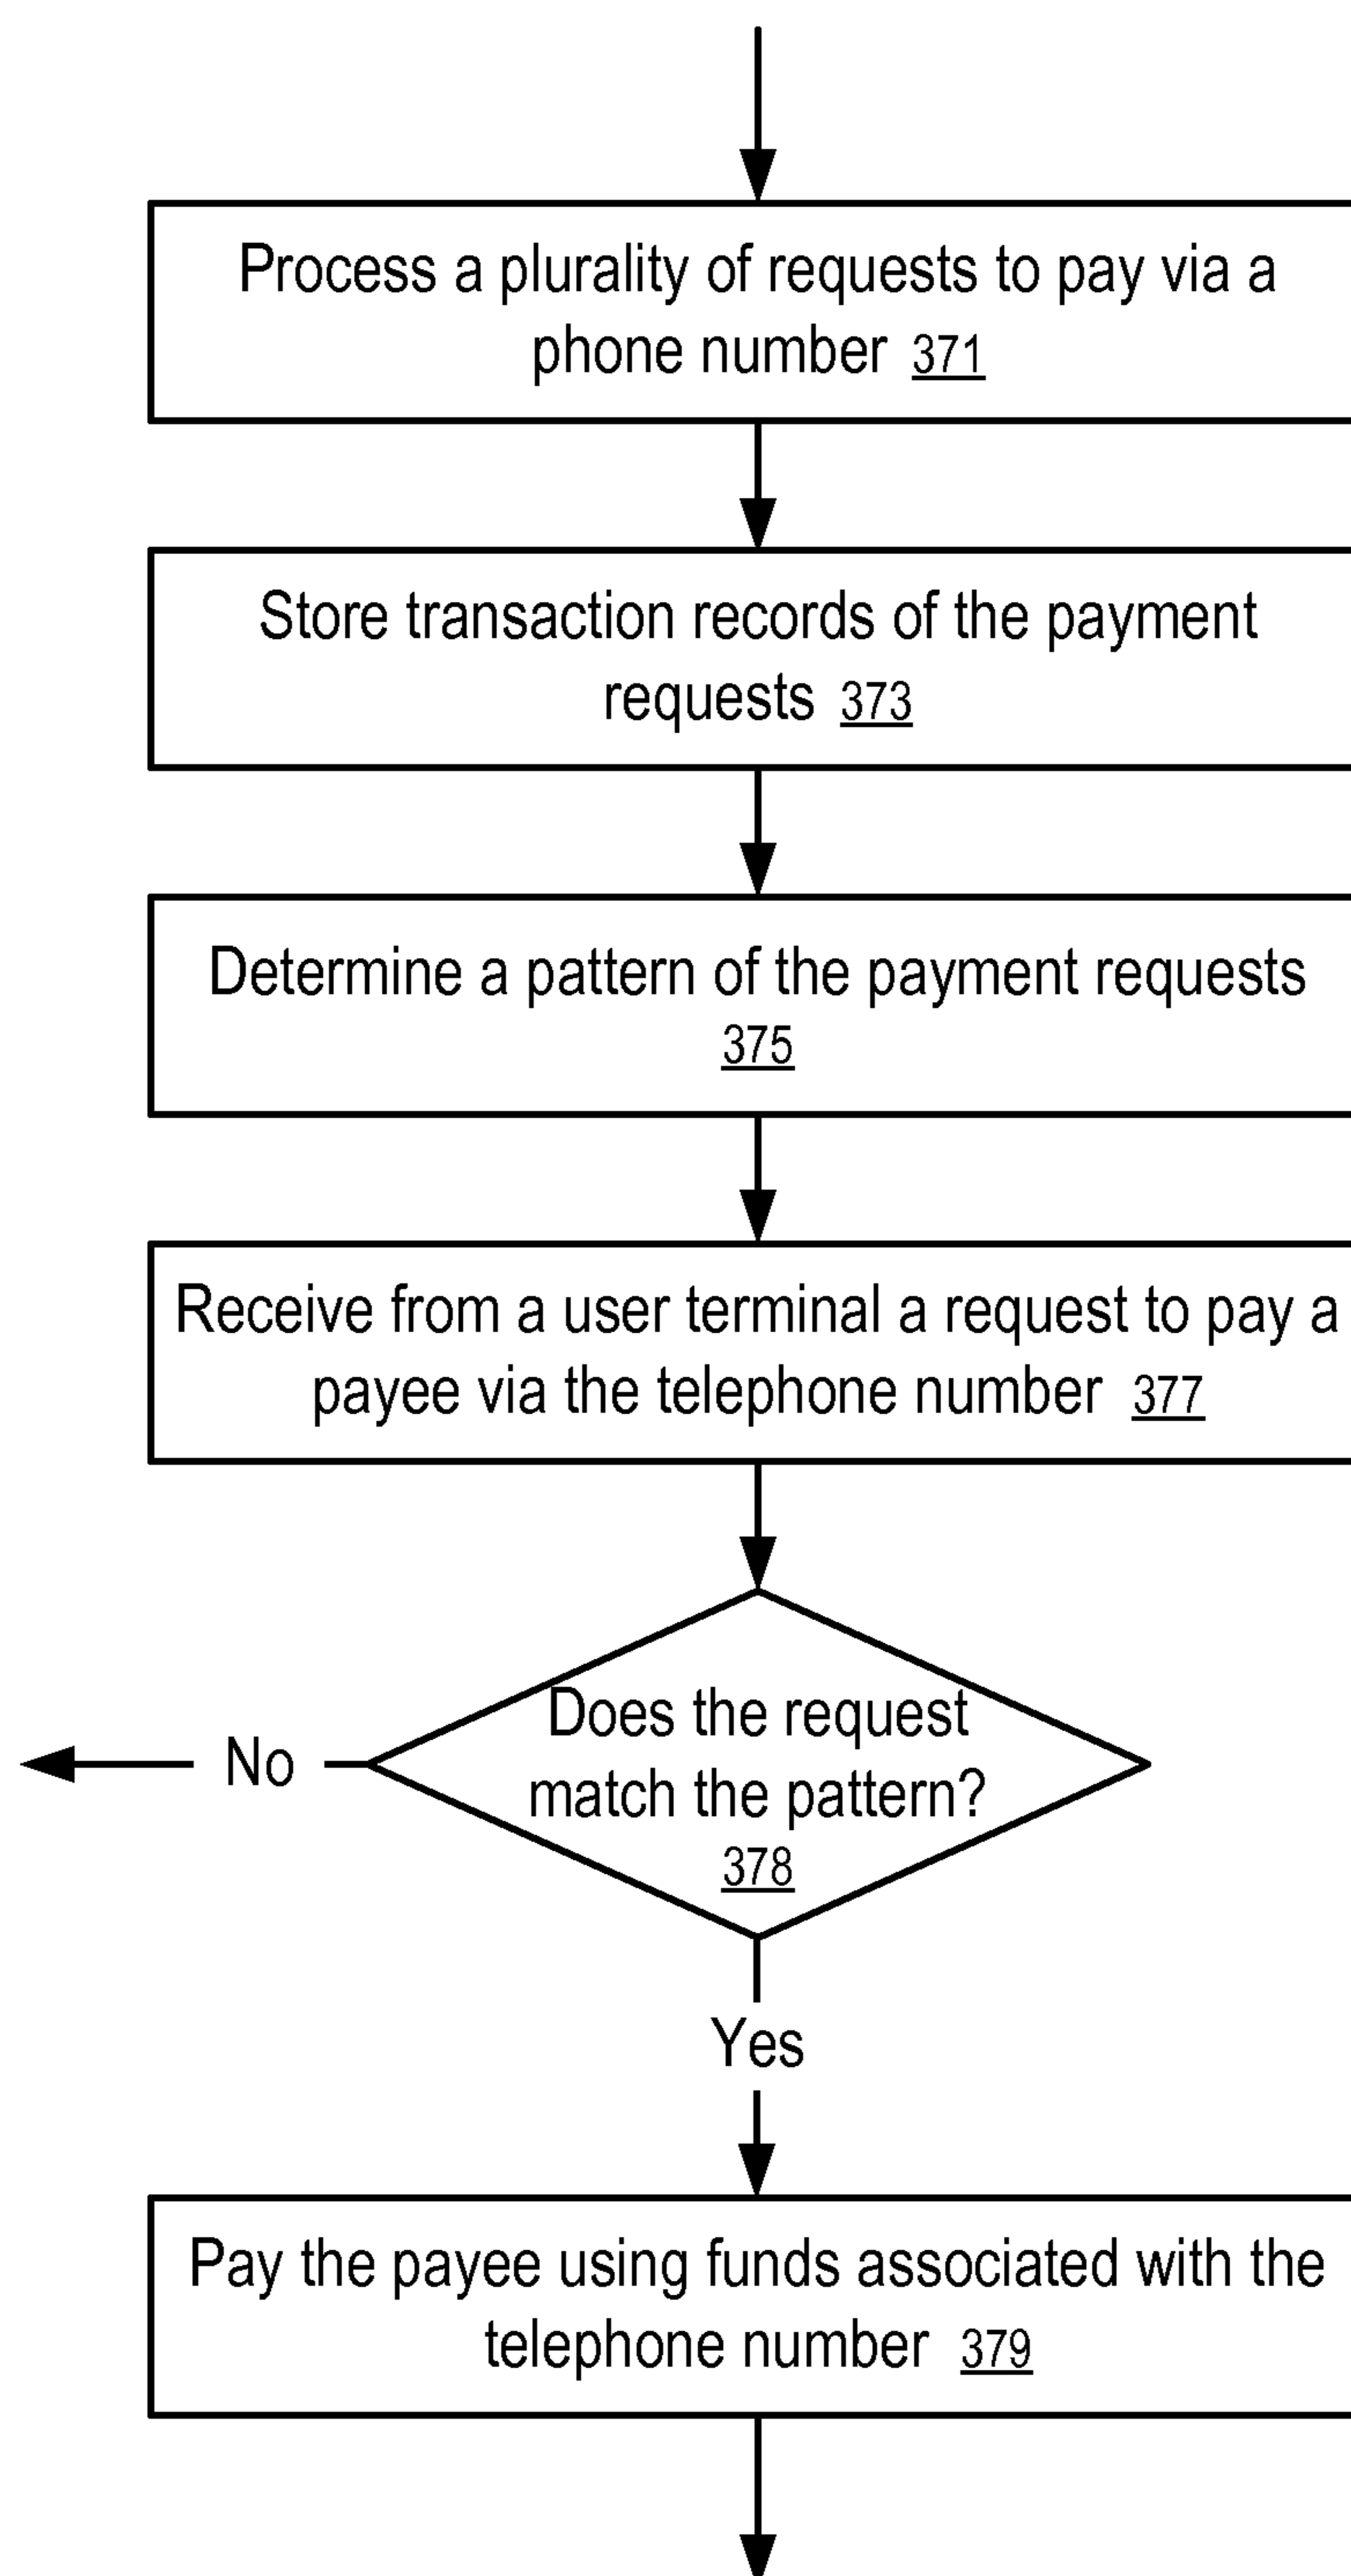 Process a plurality of requests to pay via a
phone number 371
Store transaction records of the payment
requests 373
Determine a pattern of the payment requests
375
Receive from a user terminal a request to pay a
payee via the telephone number 377
Does the request
match the pattern?
378
No
Yes
Pay the payee using funds associated with the
telephone number 379